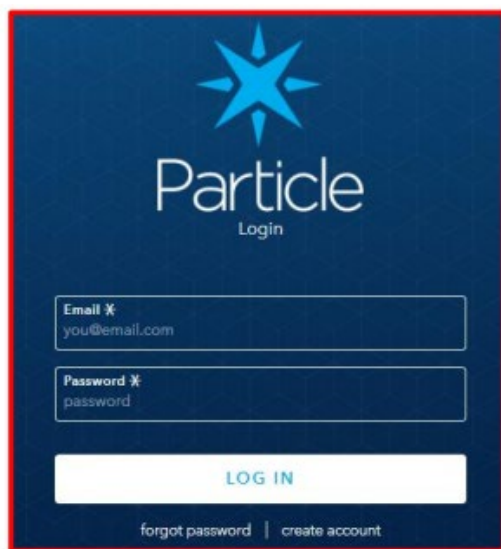 Particle
Login
Email *
you@email.com
Password *
password
LOG IN
forgot password | create account